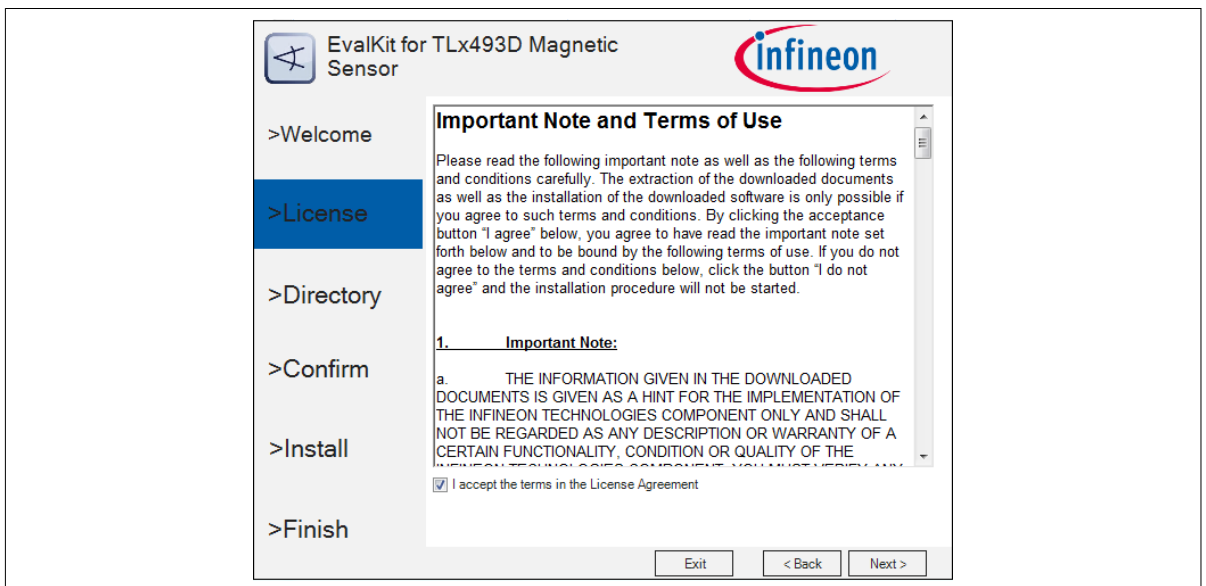 EvalKit for TLx493D Magnetic
Sensor
infineon
>Welcome
>License
>Directory
>Confirm
>Install
>Finish
Important Note and Terms of Use
Please read the following important note as well as the following terms
and conditions carefully. The extraction of the downloaded documents
as well as the installation of the downloaded software is only possible if
you agree to such terms and conditions. By clicking the acceptance
button “I agree” below, you agree to have read the important note set
forth below and to be bound by the following terms of use. If you do not
agree to the terms and conditions below, click the button “I do not
agree” and the installation procedure will not be started.
1. Important Note:
a. THE INFORMATION GIVEN IN THE DOWNLOADED
DOCUMENTS IS GIVEN AS A HINT FOR THE IMPLEMENTATION OF
THE INFINEON TECHNOLOGIES COMPONENT ONLY AND SHALL
NOT BE REGARDED AS ANY DESCRIPTION OR WARRANTY OF A
CERTAIN FUNCTIONALITY, CONDITION OR QUALITY OF THE
INFINEON TECHNOLOGIES COMPONENT. YOU MUST VERIFY ANY
I accept the terms in the License Agreement
Exit
< Back
Next >